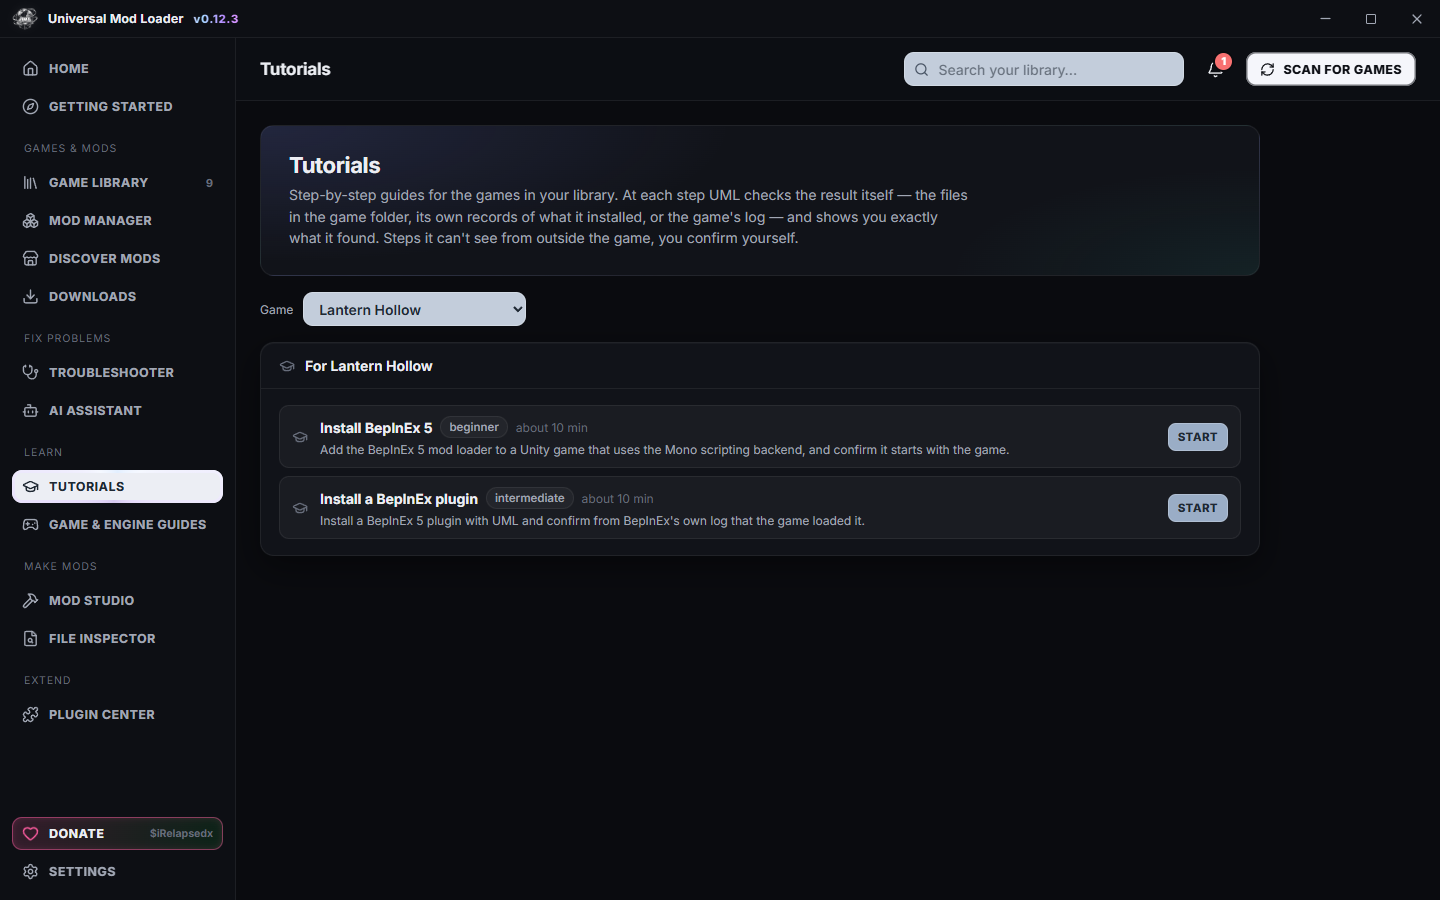 Universal Mod Loader v0.12.3
HOME
GETTING STARTED
GAMES & MODS
GAME LIBRARY 9
MOD MANAGER
DISCOVER MODS
DOWNLOADS
FIX PROBLEMS
TROUBLESHOOTER
AI ASSISTANT
LEARN
TUTORIALS
GAME & ENGINE GUIDES
MAKE MODS
MOD STUDIO
FILE INSPECTOR
EXTEND
PLUGIN CENTER
DONATE $iRelapsedx
SETTINGS
Tutorials
Search your library...
1
SCAN FOR GAMES
Tutorials
Step-by-step guides for the games in your library. At each step UML checks the result itself — the files
in the game folder, its own records of what it installed, or the game's log — and shows you exactly
what it found. Steps it can't see from outside the game, you confirm yourself.
Game Lantern Hollow
For Lantern Hollow
Install BepInEx 5 beginner about 10 min
Add the BepInEx 5 mod loader to a Unity game that uses the Mono scripting backend, and confirm it starts with the game.
START
Install a BepInEx plugin intermediate about 10 min
Install a BepInEx 5 plugin with UML and confirm from BepInEx's own log that the game loaded it.
START